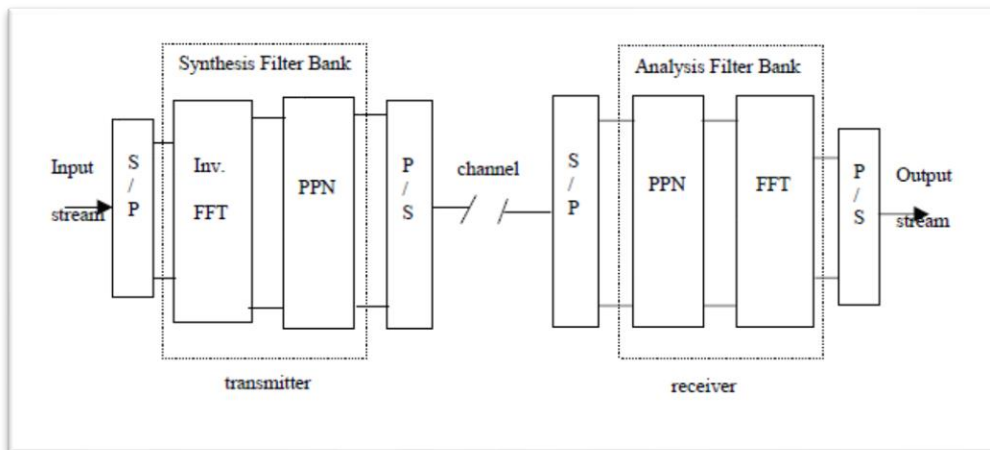 Synthesis Filter Bank
Analysis Filter Bank
Input
stream
S
/
P
Inv.
FFT
PPN
P
/
S
channel
S
/
P
PPN
FFT
P
/
S
Output
stream
transmitter
receiver